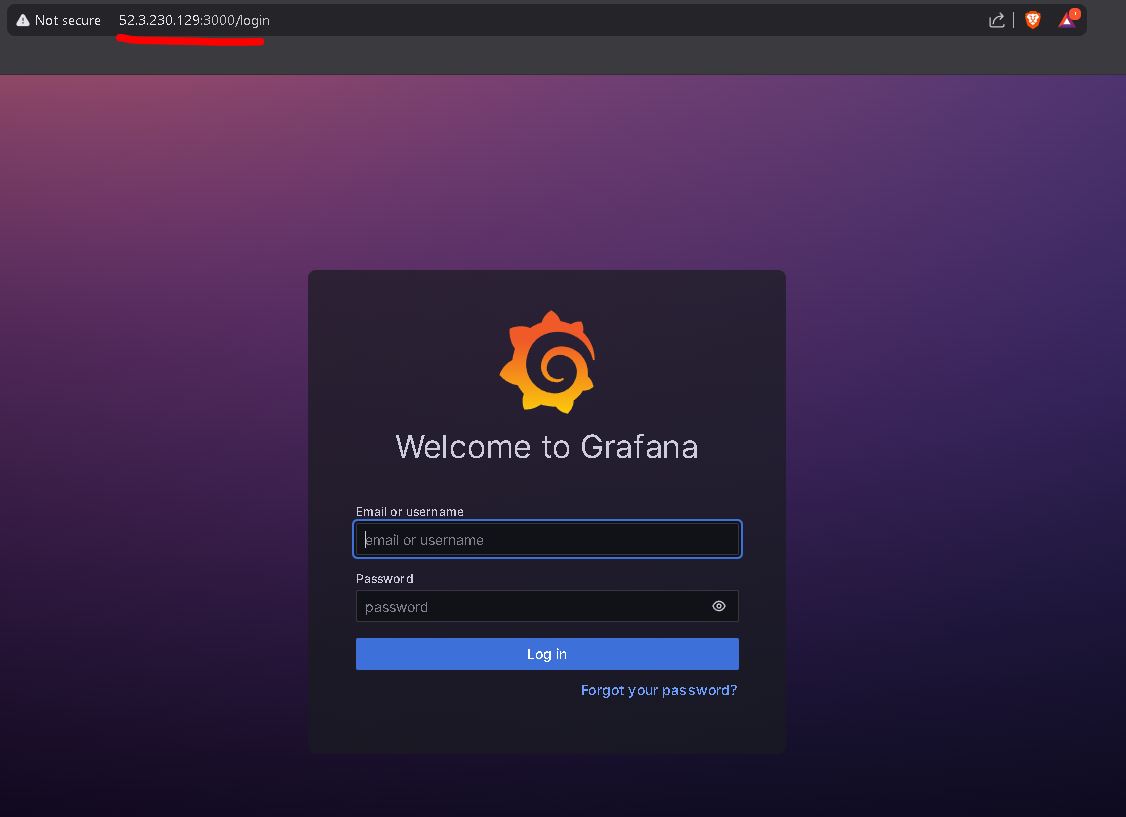 Not secure 52.3.230.129:3000/login
Welcome to Grafana
Email or username
email or username
Password
password
Log in
Forgot your password?